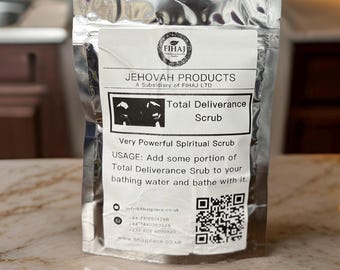 FIHAJ
JEHOVAH PRODUCTS
A Subsidiary of FIHAJ LTD
Total Deliverance
Scrub
Very Powerful Spiritual Scrub
USAGE: Add some portion of
Total Deliverance Srub to your
bathing water and bathe with it.